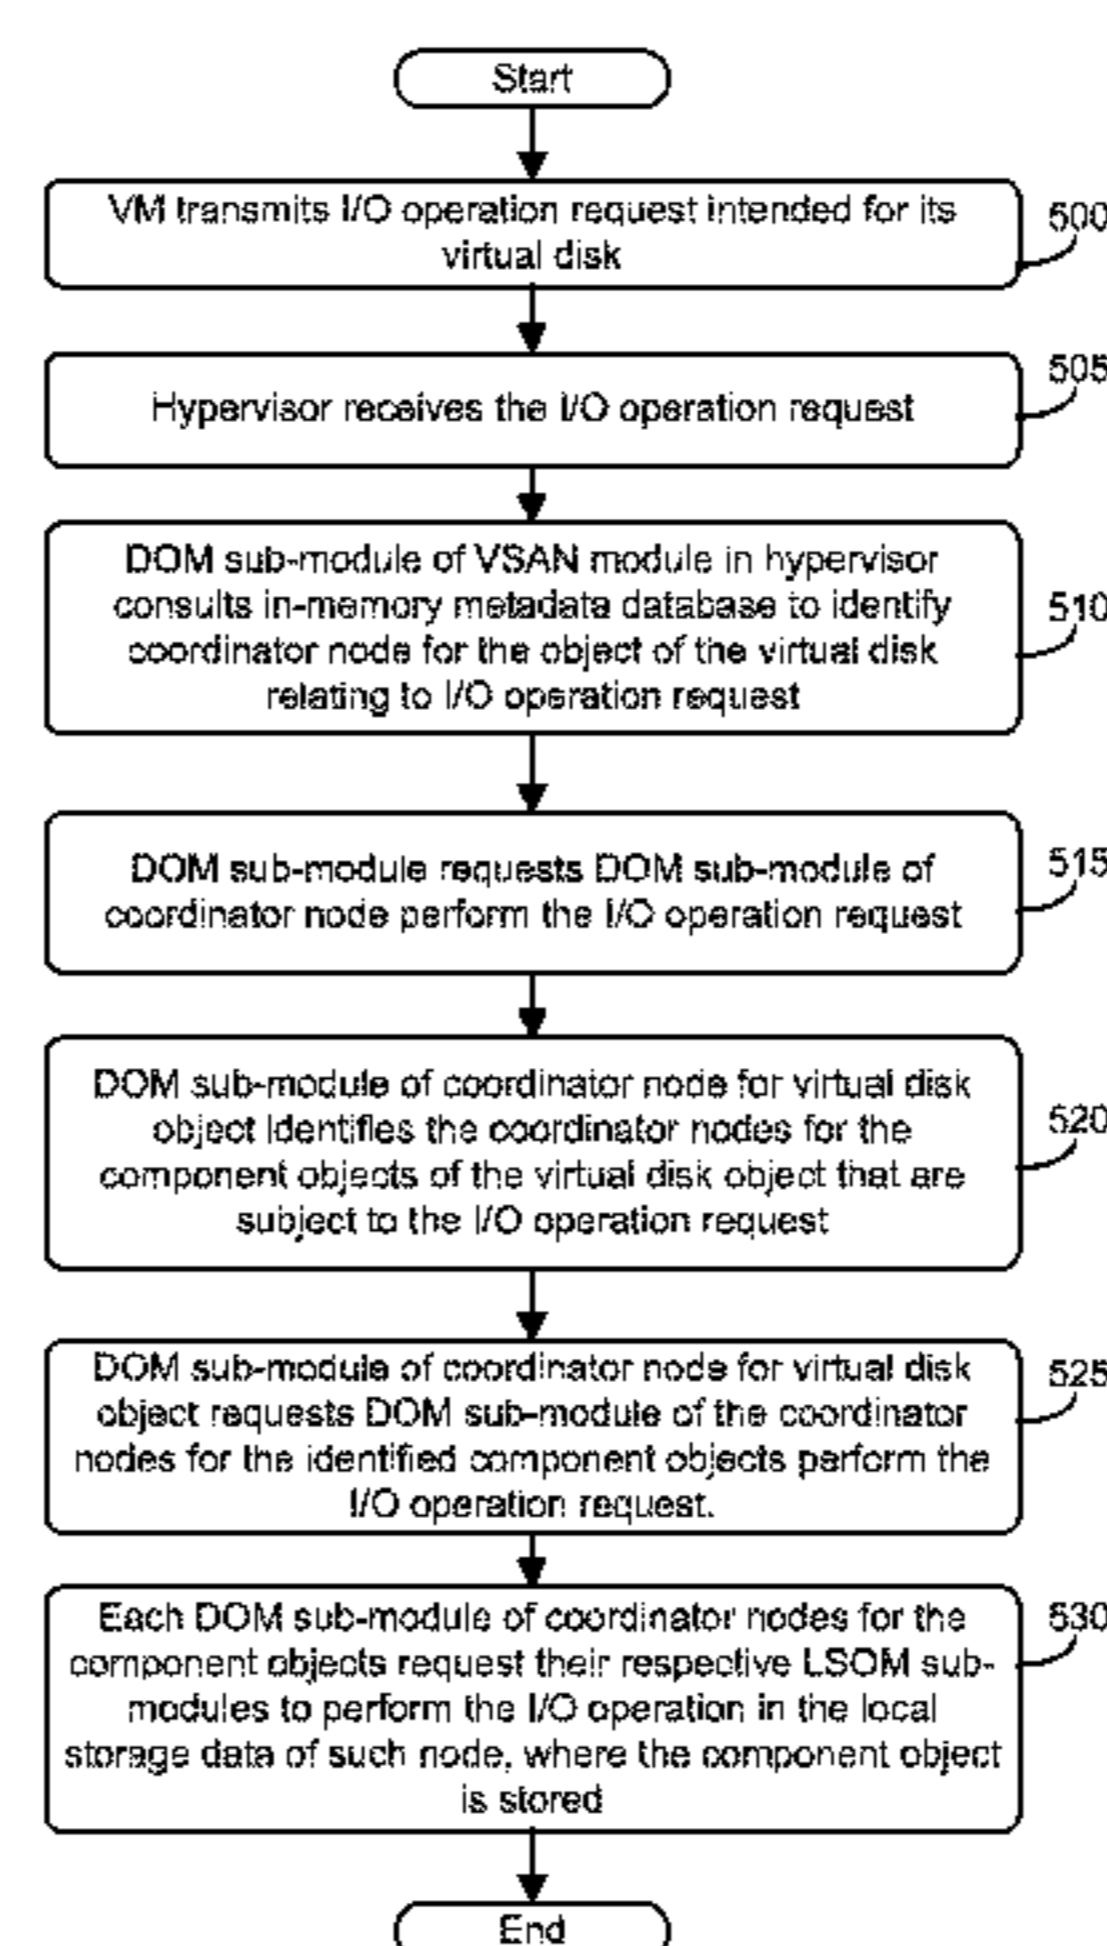 Start
VM transmits I/O operation request intended for its
virtual disk
500
Hypervisor receives the I/O operation request
505
DOM sub-module of VSAN module in hypervisor
consults in-memory metadata database to identify
coordinator node for the object of the virtual disk
relating to I/O operation request
510
DOM sub-module requests DOM sub-module of
coordinator node perform the I/O operation request
515
DOM sub-module of coordinator node for virtual disk
object identifies the coordinator nodes for the
component objects of the virtual disk object that are
subject to the I/O operation request
520
DOM sub-module of coordinator node for virtual disk
object requests DOM sub-module of the coordinator
nodes for the identified component objects perform the
I/O operation request.
525
Each DOM sub-module of coordinator nodes for the
component objects request their respective LSOM sub-
modules to perform the I/O operation in the local
storage data of such node, where the component object
is stored
530
End